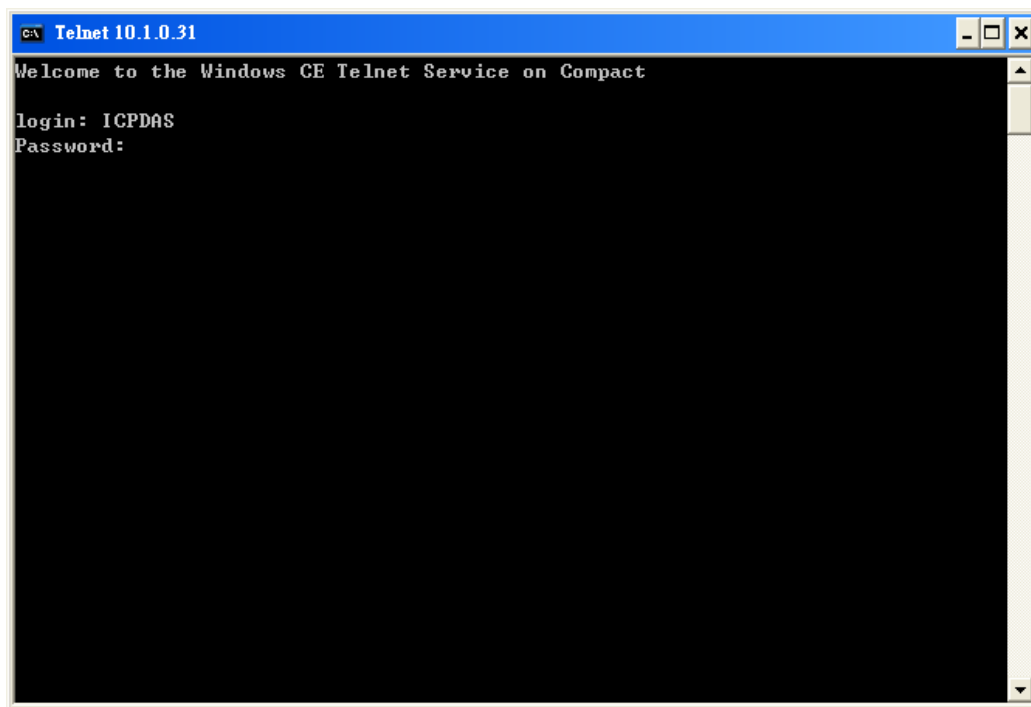 Telnet 10.1.0.31
Welcome to the Windows CE Telnet Service on Compact
login: ICPDAS
Password: